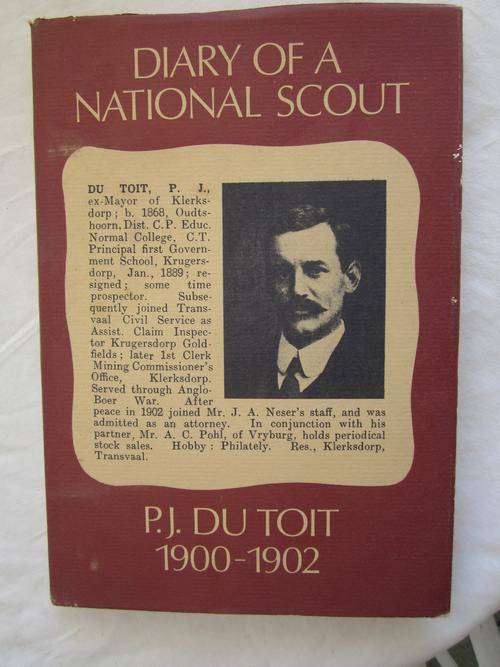 DIARY OF A
NATIONAL SCOUT
DU TOIT, P. J.,
ex-Mayor of Klerks-
dorp; b. 1868, Oudts-
hoorn, Dist. C.P. Educ.
Normal College, C.T.
Principal first Govern-
ment School, Krugers-
dorp, Jan., 1889; re-
signed; some time
prospector. Subse-
quently joined Trans-
vaal Civil Service as
Assist. Claim Inspec-
tor Krugersdorp Gold-
fields; later 1st Clerk
Mining Commissioner's
Office, Klerksdorp.
Served through Anglo-
Boer War. After
peace in 1902 joined Mr. J. A. Neser's staff, and was
admitted as an attorney. In conjunction with his
partner, Mr. A. C. Pohl, of Vryburg, holds periodical
stock sales. Hobby: Philately. Res., Klerksdorp,
Transvaal.
P.J. DU TOIT
1900-1902